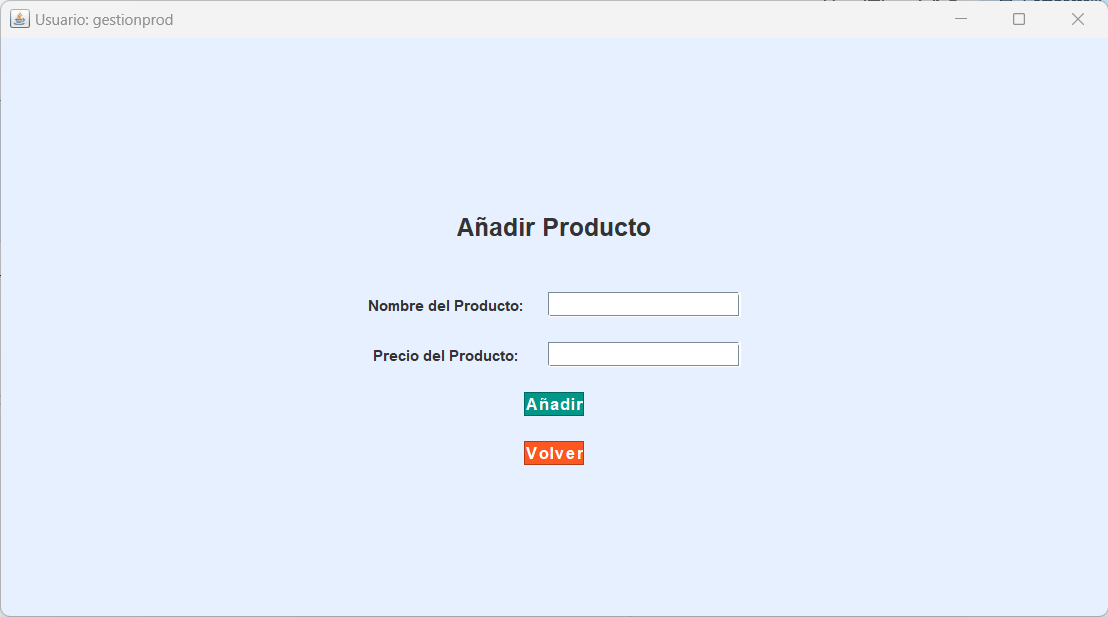 Usuario: gestionprod
Añadir Producto
Nombre del Producto:
Precio del Producto:
Añadir
Volver